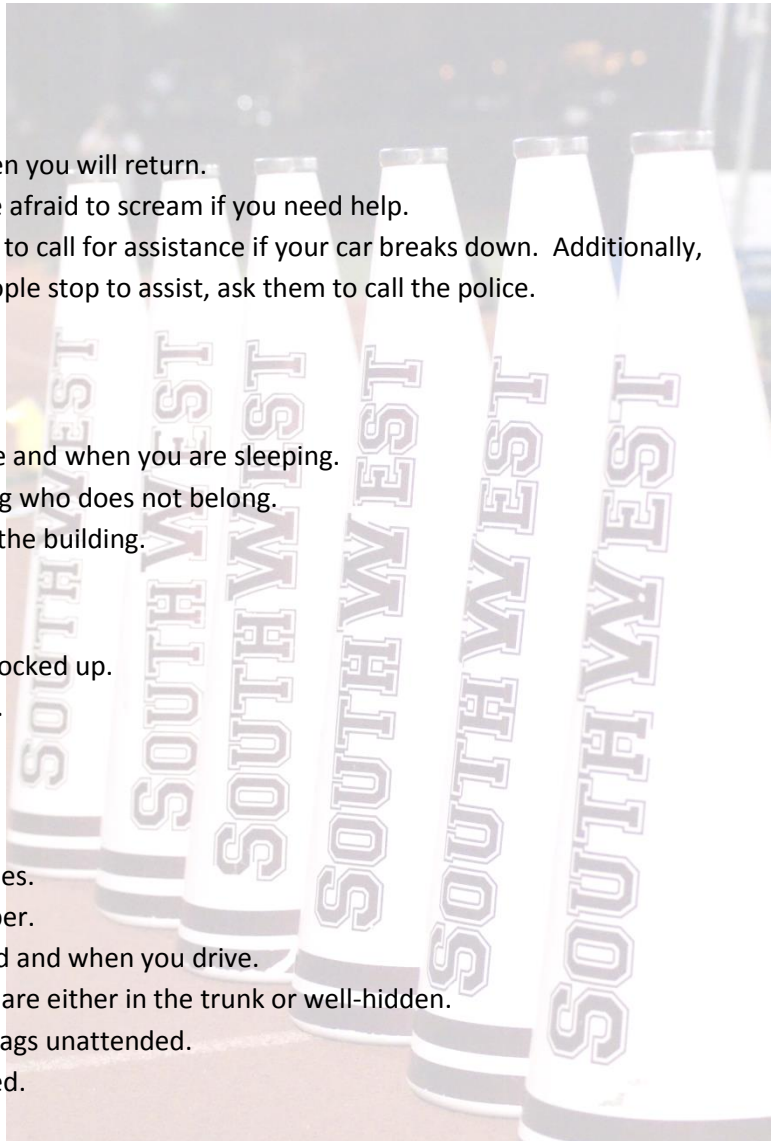 en you will return.
e afraid to scream if you need help.
to call for assistance if your car breaks down.  Additionally,
ople stop to assist, ask them to call the police.
e and when you are sleeping.
g who does not belong.
the building.
ocked up.
.
es.
ber.
d and when you drive.
are either in the trunk or well-hidden.
ags unattended.
ed.
SOUTHWEST
SOUTHWEST
SOUTHWEST
SOUTHWEST
SOUTHWEST
SOUTHWEST